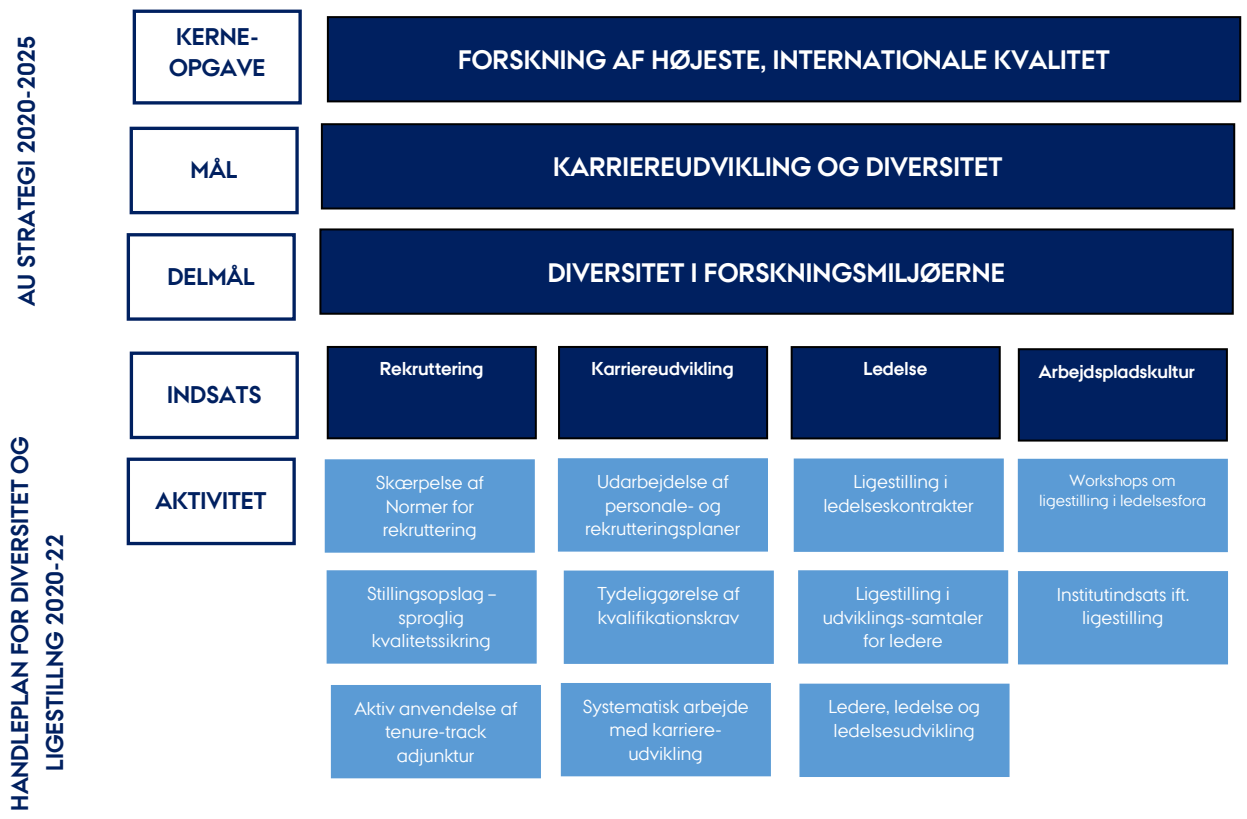 AU STRATEGI 2020-2025
KERNE-
OPGAVE
FORSKNING AF HØJESTE, INTERNATIONALE KVALITET
MÅL
KARRIEREUDVIKLING OG DIVERSITET
DELMÅL
DIVERSITET I FORSKNINGSMILJØERNE
HANDLEPLAN FOR DIVERSITET OG
LIGESTILLNG 2020-22
INDSATS
Rekruttering
Karriereudvikling
Ledelse
Arbejdspladskultur
AKTIVITET
Skærpelse af
Normer for
rekruttering
Udarbejdelse af
personale- og
rekrutteringsplaner
Ligestilling i
ledelseskontrakter
Workshops om
ligestilling i ledelsesfora
Stillingsopslag –
sproglig
kvalitetssikring
Tydeliggørelse af
kvalifikationskrav
Ligestilling i
udviklings-samtaler
for ledere
Institutindsats ift.
ligestilling
Aktiv anvendelse af
tenure-track
adjunktur
Systematisk arbejde
med karriere-
udvikling
Ledere, ledelse og
ledelsesudvikling